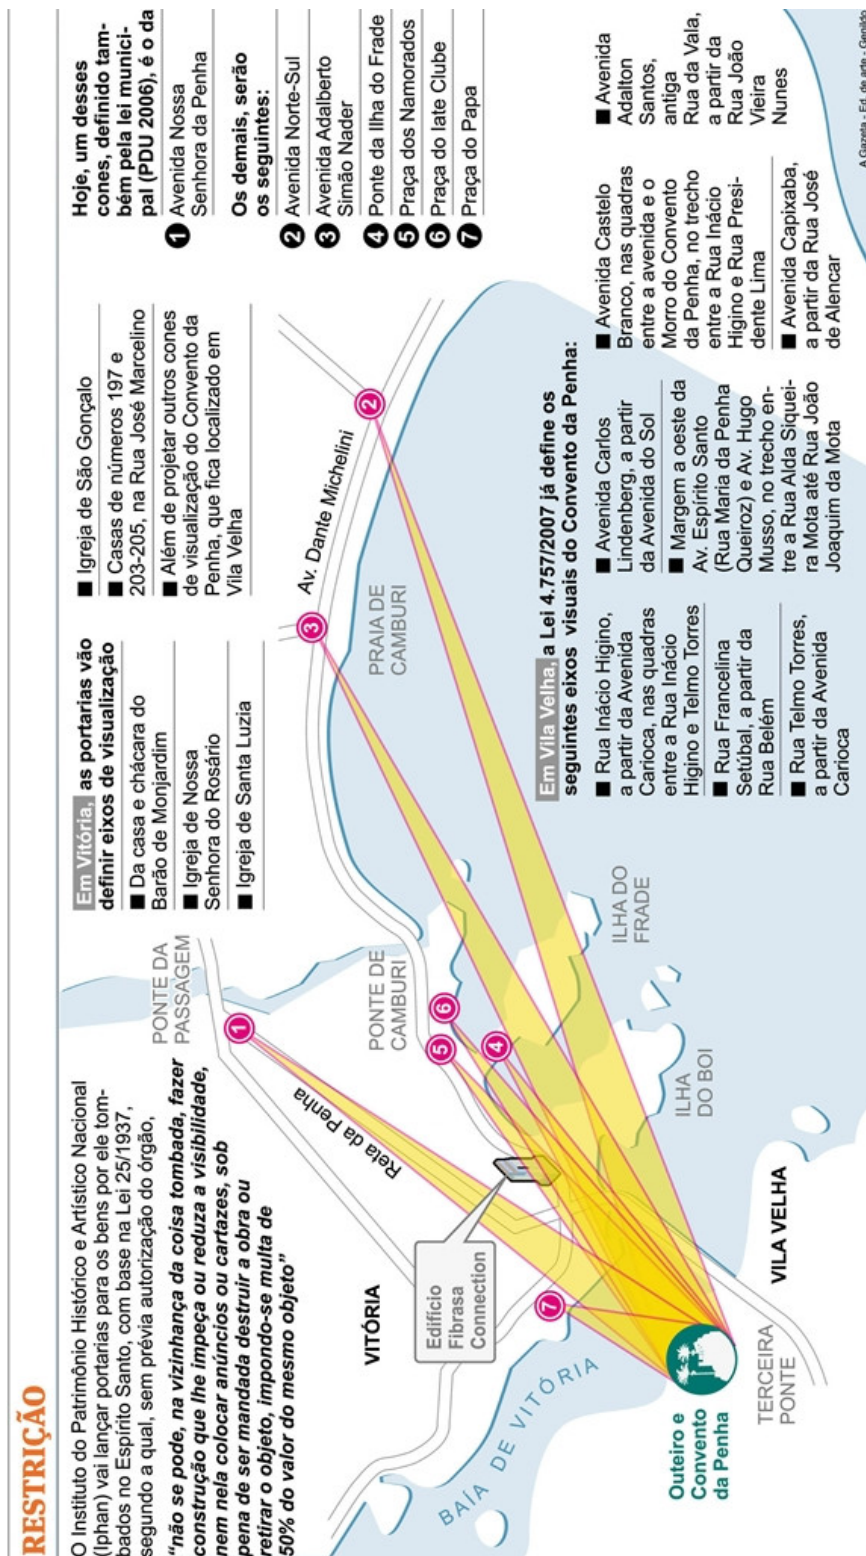 RESTRIÇÃO
O Instituto do Patrimônio Histórico e Artístico Nacional
(Iphan) vai lançar portarias para os bens por ele tom-
bados no Espírito Santo, com base na Lei 25/1937,
segundo a qual, sem prévia autorização do órgão,
"não se pode, na vizinhança da coisa tombada, fazer
construção que lhe impeça ou reduza a visibilidade,
nem nela colocar anúncios ou cartazes, sob
pena de ser mandada destruir a obra ou
retirar o objeto, impondo-se multa de
50% do valor do mesmo objeto"
Em Vitória, as portarias vão
definir eixos de visualização
■ Da casa e chácara do
Barão de Monjardim
■ Igreja de Nossa
Senhora do Rosário
■ Igreja de Santa Luzia
■ Igreja de São Gonçalo
■ Casas de números 197 e
203-205, na Rua José Marcelino
■ Além de projetar outros cones
de visualização do Convento da
Penha, que fica localizado em
Vila Velha
Hoje, um desses
cones, definido tam-
bém pela lei munici-
pal (PDU 2006), é o da
1 Avenida Nossa
Senhora da Penha
Os demais, serão
os seguintes:
2 Avenida Norte-Sul
3 Avenida Adalberto
Simão Nader
4 Ponte da Ilha do Frade
5 Praça dos Namorados
6 Praça do Iate Clube
7 Praça do Papa
PONTE DA
PASSAGEM
1
Reta da Penha
PONTE DE
CAMBURI
5
6
4
3
Av. Dante Michelini
2
PRAIA DE
CAMBURI
VITÓRIA
Edifício
Fibrasa
Connection
7
BAÍA DE VITÓRIA
ILHA DO
FRADE
ILHA
DO BOI
Outeiro e
Convento
da Penha
TERCEIRA
PONTE
VILA VELHA
Em Vila Velha, a Lei 4.757/2007 já define os
seguintes eixos visuais do Convento da Penha:
■ Rua Inácio Higino,
a partir da Avenida
Carioca, nas quadras
entre a Rua Inácio
Higino e Telmo Torres
■ Rua Francelina
Setúbal, a partir da
Rua Belém
■ Rua Telmo Torres,
a partir da Avenida
Carioca
■ Avenida Carlos
Lindenberg, a partir
da Avenida do Sol
■ Margem a oeste da
Av. Espírito Santo
(Rua Maria da Penha
Queiroz) e Av. Hugo
Musso, no trecho en-
tre a Rua Alda Siquei-
ra Mota até Rua João
Joaquim da Mota
■ Avenida Castelo
Branco, nas quadras
entre a avenida e o
Morro do Convento
da Penha, no trecho
entre a Rua Inácio
Higino e Rua Presi-
dente Lima
■ Avenida Capixaba,
a partir da Rua José
de Alencar
■ Avenida
Adalton
Santos,
antiga
Rua da Vala,
a partir da
Rua João
Vieira
Nunes
A Gazeta - Ed. de arte - Genildo